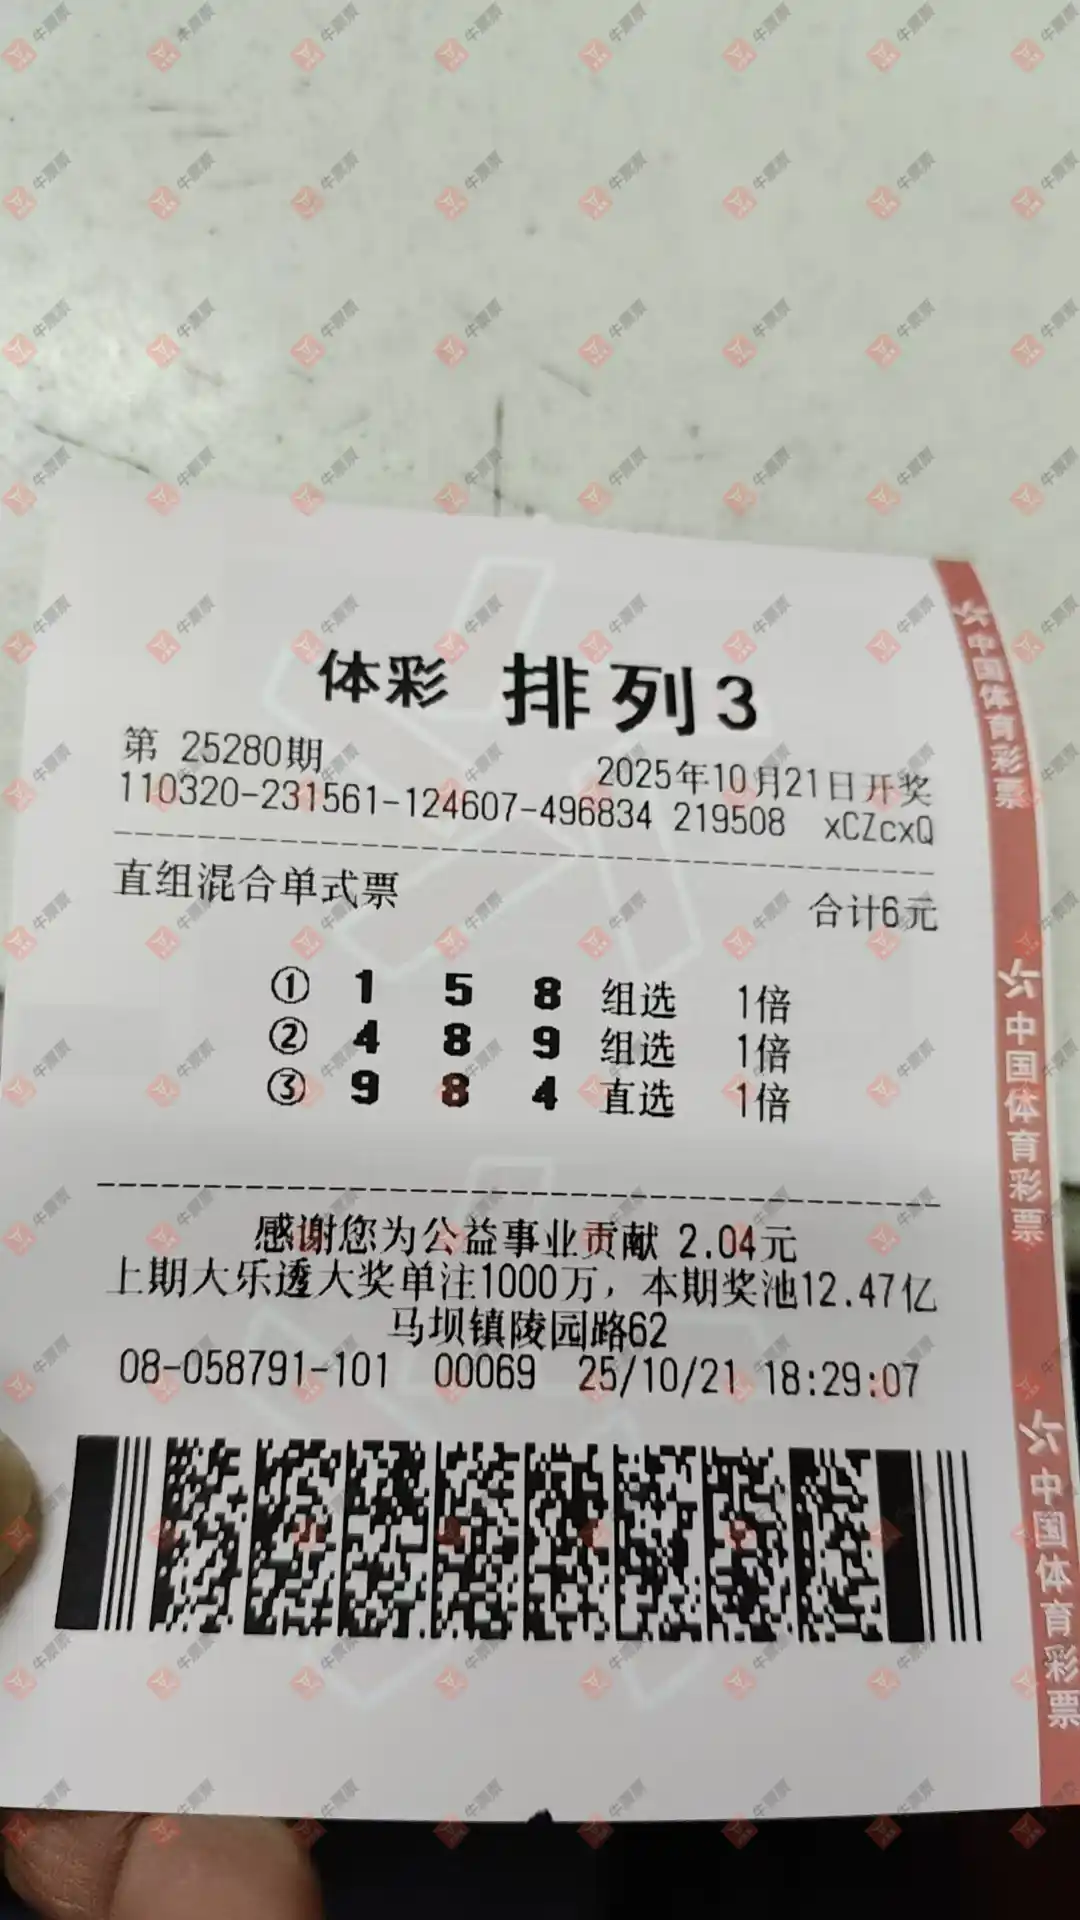 体彩 排列3
第 25280期 2025年10月21日开奖
110320-231561-124607-496834 219508 xCZcxQ
直组混合单式票 合计6元
① 1 5 8 组选 1倍
② 4 8 9 组选 1倍
③ 9 8 4 直选 1倍
感谢您为公益事业贡献 2.04元
上期大乐透大奖单注1000万，本期奖池12.47亿
马坝镇陵园路62
08-058791-101 00069 25/10/21 18:29:07
中国体育彩票
中国体育彩票
中国体育彩票
牛票票